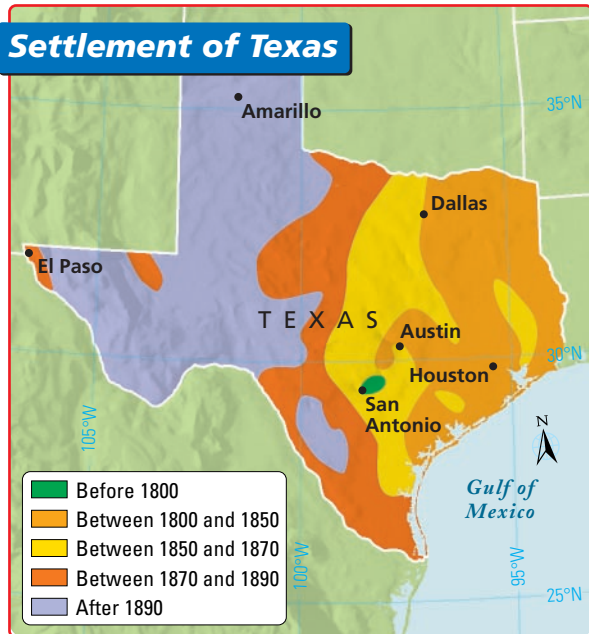 Settlement of Texas
35°N
Amarillo
Dallas
El Paso
TEXAS
Austin
30°N
Houston
San
Antonio
105°W
N
Gulf of
Mexico
Before 1800
Between 1800 and 1850
Between 1850 and 1870
Between 1870 and 1890
After 1890
100°W
95°W
25°N